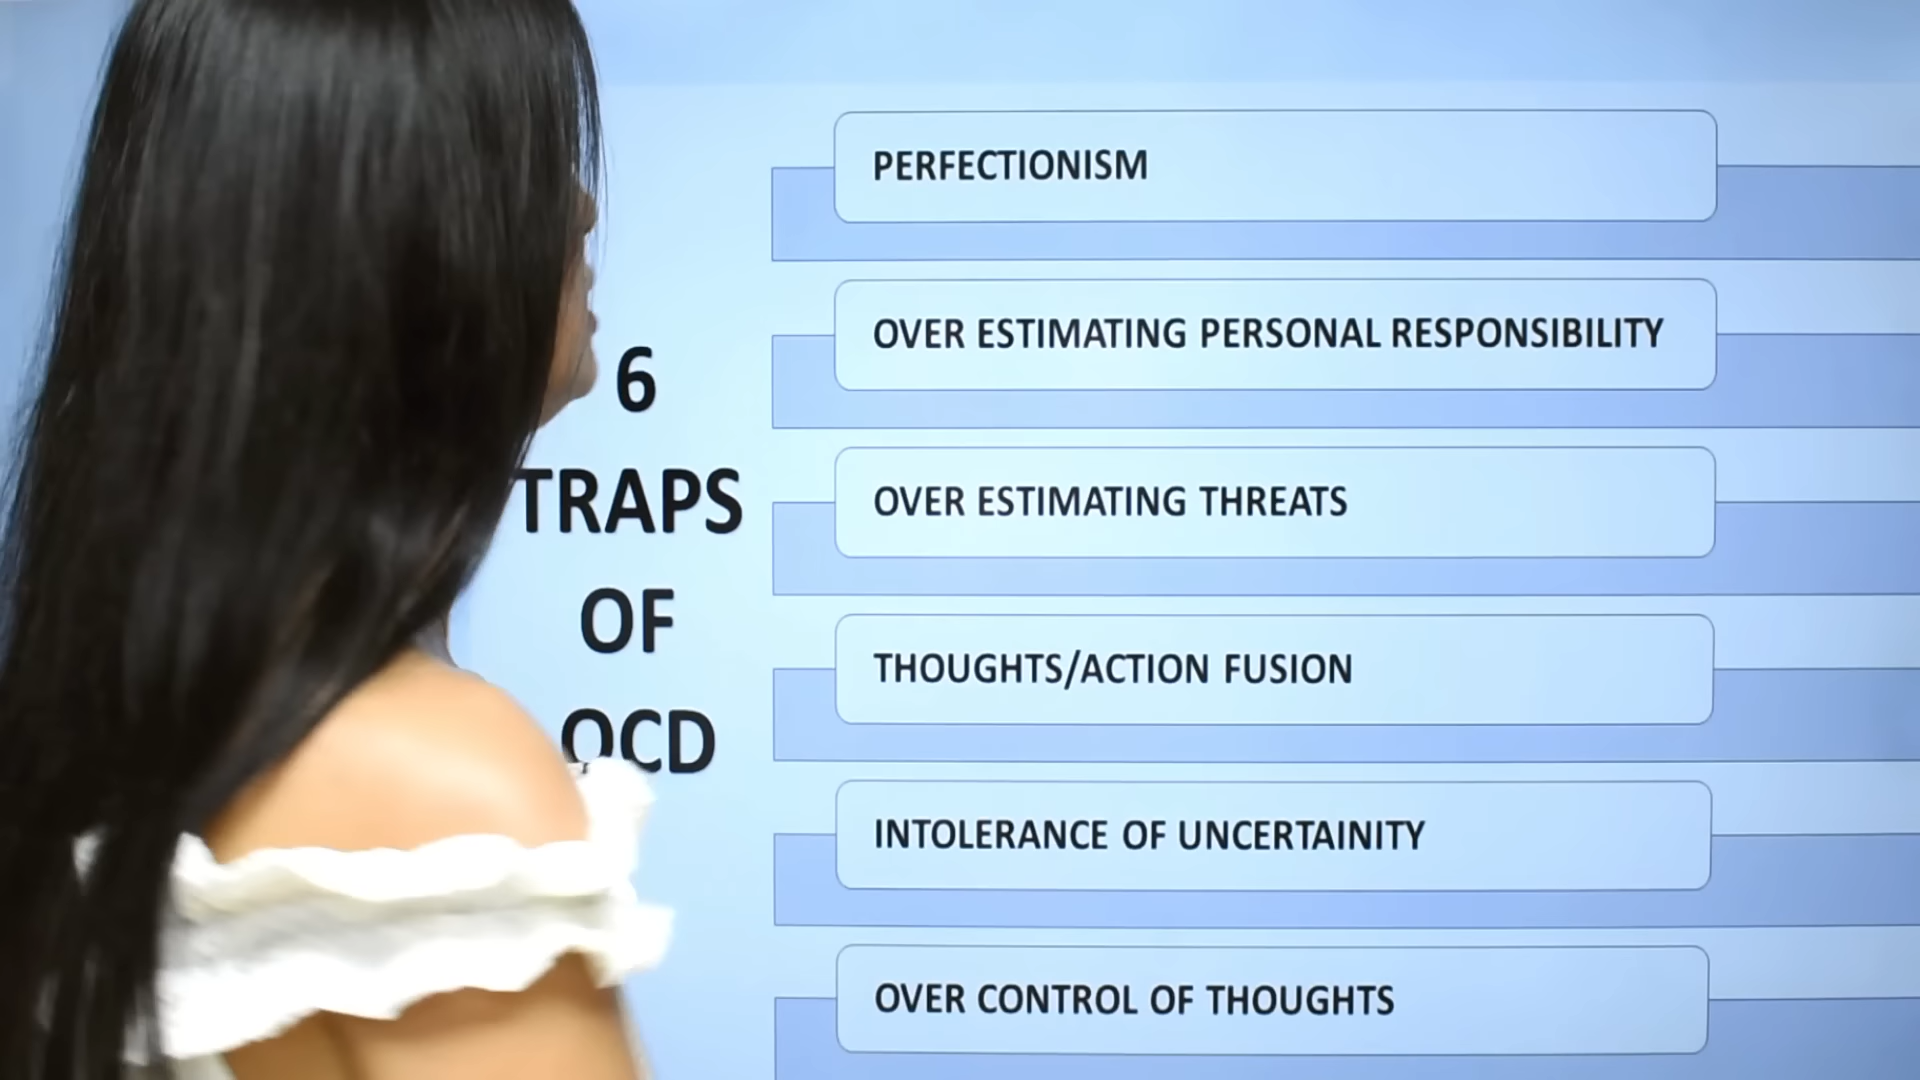 6
TRAPS
OF
OCD
PERFECTIONISM
OVER ESTIMATING PERSONAL RESPONSIBILITY
OVER ESTIMATING THREATS
THOUGHTS/ACTION FUSION
INTOLERANCE OF UNCERTAINITY
OVER CONTROL OF THOUGHTS